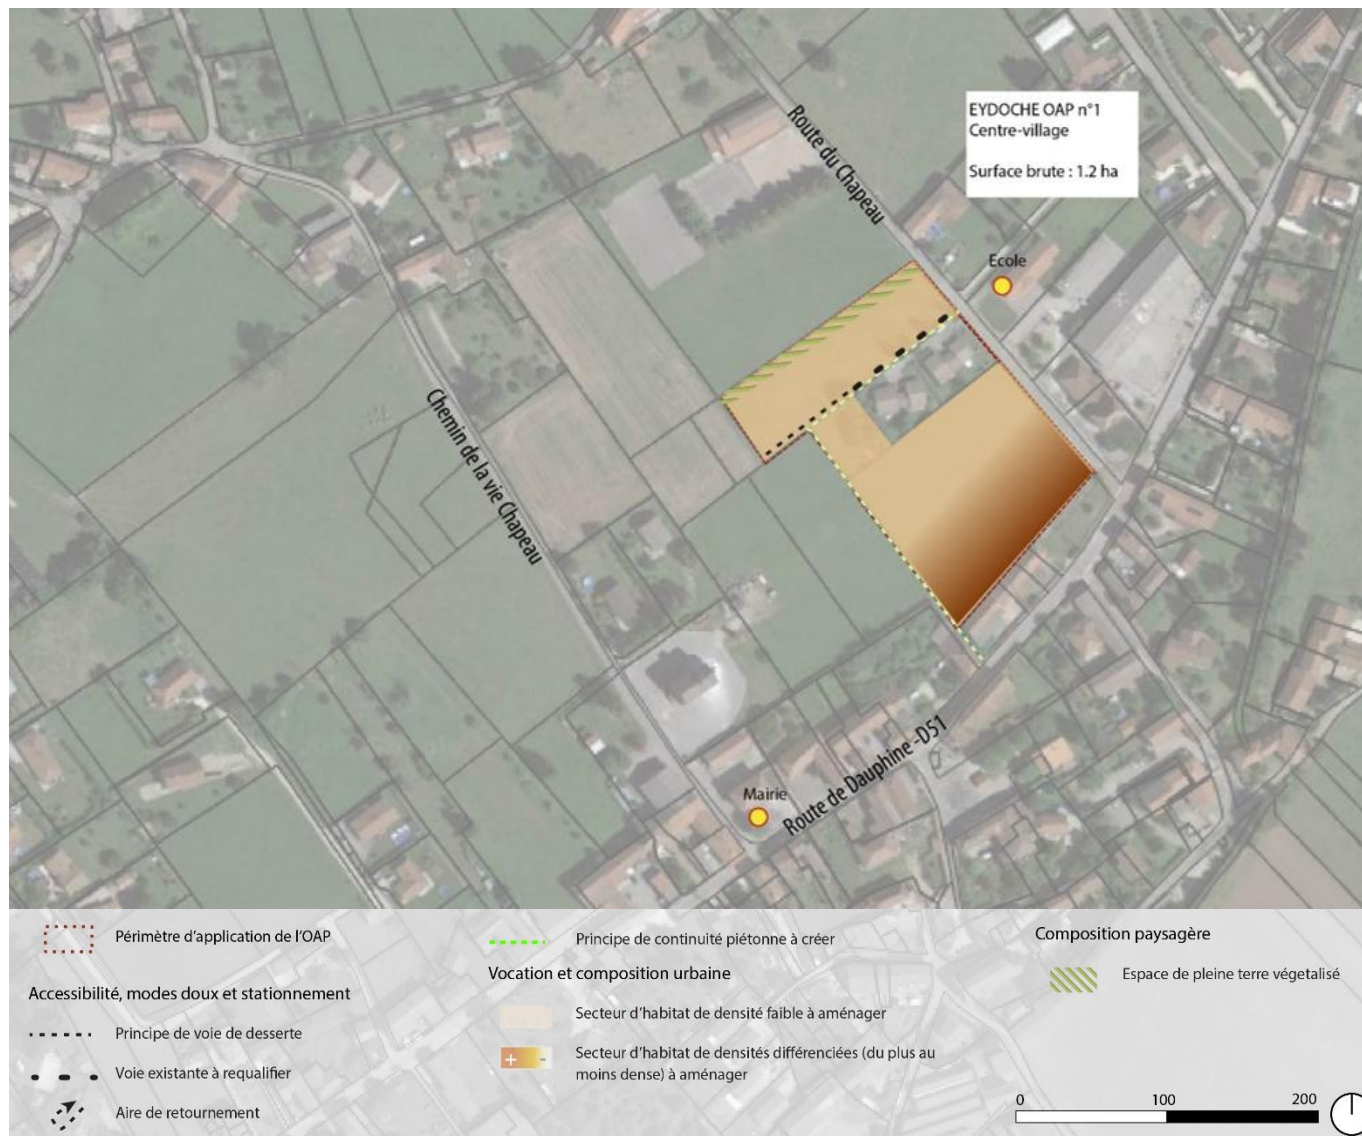 EYDOCHE OAP n°1
Centre-village
Surface brute : 1.2 ha
Route du Chapeau
Ecole
Chemin de la vie Chapeau
Mairie
Route de Dauphine -D51
Périmètre d'application de l'OAP
Accessibilité, modes doux et stationnement
Principe de voie de desserte
Voie existante à requalifier
Aire de retournement
Principe de continuité piétonne à créer
Vocation et composition urbaine
Secteur d'habitat de densité faible à aménager
+ -
Secteur d'habitat de densités différenciées (du plus au
moins dense) à aménager
Composition paysagère
Espace de pleine terre végetalisé
0 100 200